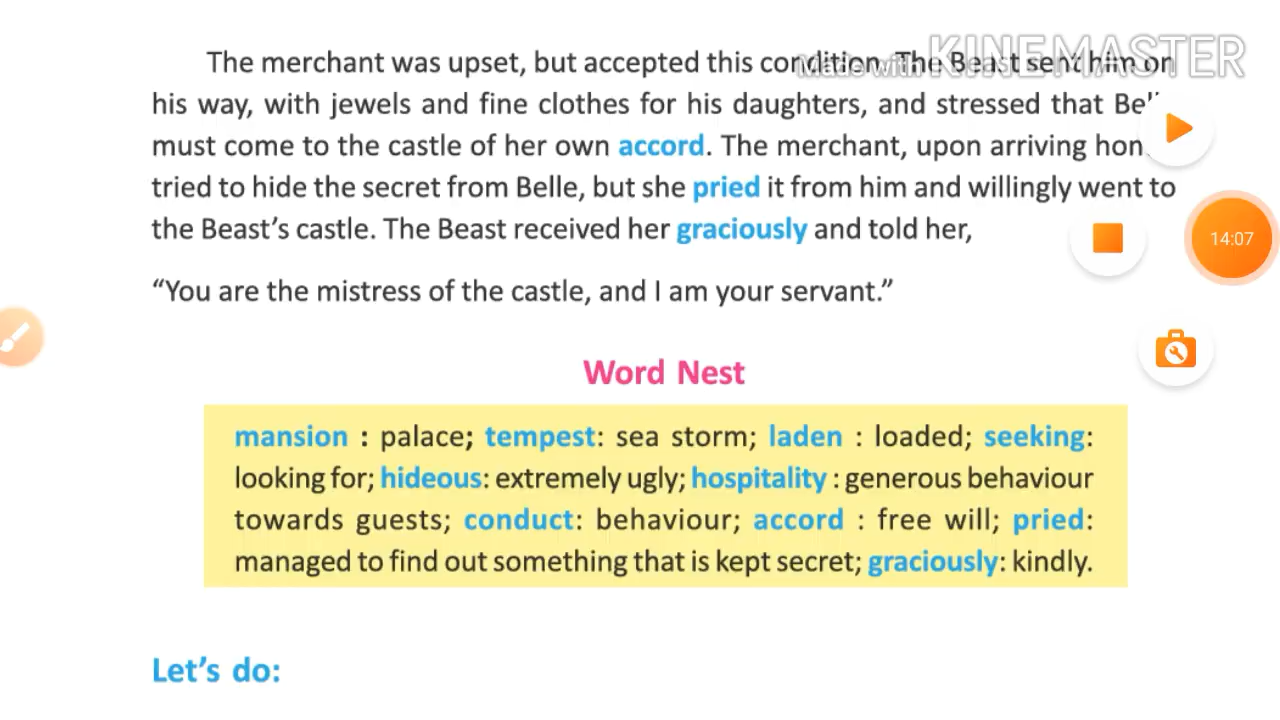 The merchant was upset, but accepted this condition. The Beast sent him on
Made with KINEMASTER
his way, with jewels and fine clothes for his daughters, and stressed that
must come to the castle of her own accord. The merchant, upon arriving
tried to hide the secret from Belle, but she pried it from him and willingly went to
the Beast's castle. The Beast received her graciously and told her,
14:07
“You are the mistress of the castle, and I am your servant.”
Word Nest
mansion : palace; tempest: sea storm; laden : loaded; seeking:
looking for; hideous: extremely ugly; hospitality : generous behaviour
towards guests; conduct: behaviour; accord : free will; pried:
managed to find out something that is kept secret; graciously: kindly.
Let's do: